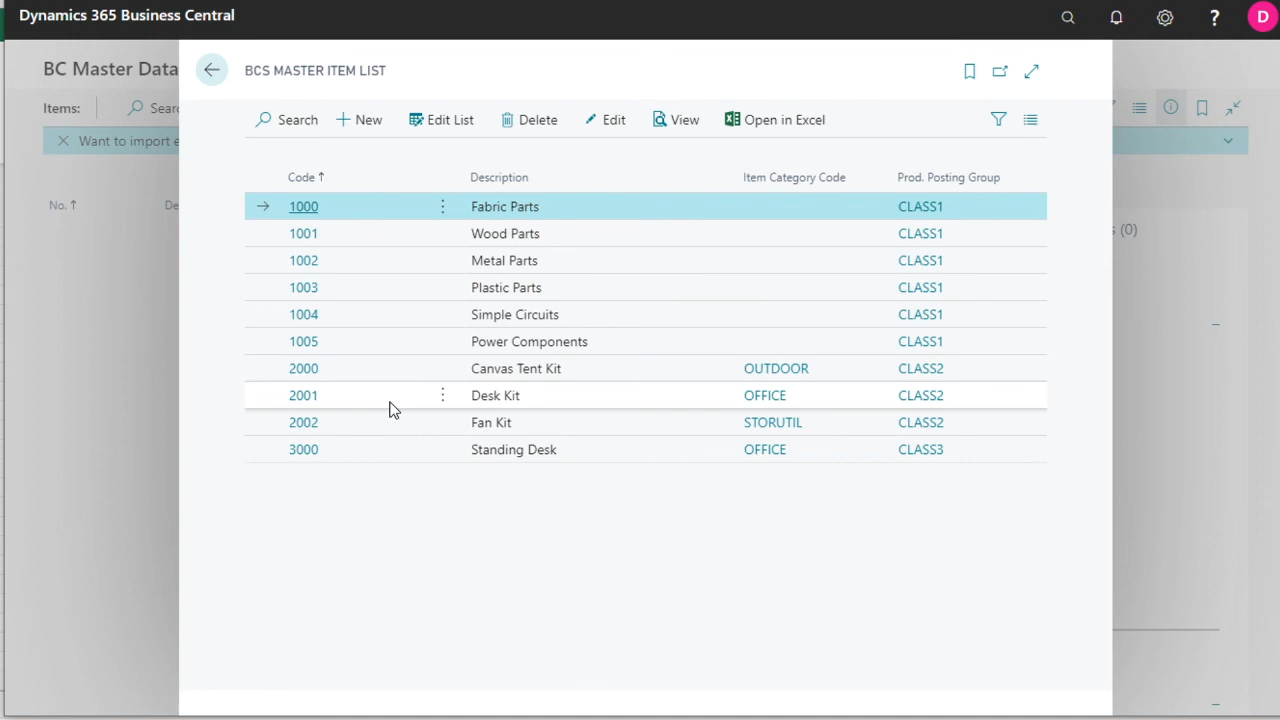 Dynamics 365 Business Central
? D
BC Master Data
BCS MASTER ITEM LIST
Items: Sear
Search New Edit List Delete Edit View Open in Excel
Want to import e
Code ↑ Description Item Category Code Prod. Posting Group
No. ↑ De
1000 Fabric Parts CLASS1
1001 Wood Parts CLASS1
s (0)
1002 Metal Parts CLASS1
1003 Plastic Parts CLASS1
1004 Simple Circuits CLASS1
1005 Power Components CLASS1
2000 Canvas Tent Kit OUTDOOR CLASS2
2001 Desk Kit OFFICE CLASS2
2002 Fan Kit STORUTIL CLASS2
3000 Standing Desk OFFICE CLASS3